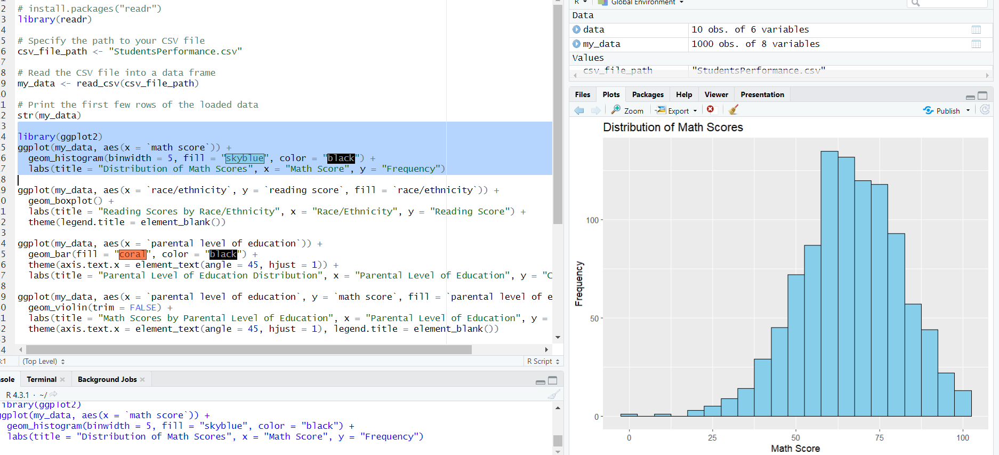 2 # install.packages("readr")
3 library(readr)
4
5 # Specify the path to your CSV file
6 csv_file_path <- "StudentsPerformance.csv"
7
8 # Read the CSV file into a data frame
9 my_data <- read_csv(csv_file_path)
0
1 # Print the first few rows of the loaded data
2 str(my_data)
3
4 library(ggplot2)
5 ggplot(my_data, aes(x = `math score`)) +
6 geom_histogram(binwidth = 5, fill = "skyblue", color = "black") +
7 labs(title = "Distribution of Math Scores", x = "Math Score", y = "Frequency")
8
9 ggplot(my_data, aes(x = `race/ethnicity`, y = `reading score`, fill = `race/ethnicity`)) +
0 geom_boxplot() +
1 labs(title = "Reading Scores by Race/Ethnicity", x = "Race/Ethnicity", y = "Reading Score") +
2 theme(legend.title = element_blank())
3
4 ggplot(my_data, aes(x = `parental level of education`)) +
5 geom_bar(fill = "coral", color = "black") +
6 theme(axis.text.x = element_text(angle = 45, hjust = 1)) +
7 labs(title = "Parental Level of Education Distribution", x = "Parental Level of Education", y = "C
8
9 ggplot(my_data, aes(x = `parental level of education`, y = `math score`, fill = `parental level of e
0 geom_violin(trim = FALSE) +
1 labs(title = "Math Scores by Parental Level of Education", x = "Parental Level of Education", y =
2 theme(axis.text.x = element_text(angle = 45, hjust = 1), legend.title = element_blank())
3
4
:1 (Top Level) R Script
sole Terminal Background Jobs
R 4.3.1 · ~/
library(ggplot2)
ggplot(my_data, aes(x = `math score`)) +
geom_histogram(binwidth = 5, fill = "skyblue", color = "black") +
labs(title = "Distribution of Math Scores", x = "Math Score", y = "Frequency")
R Global Environment
Data
data 10 obs. of 6 variables
my_data 1000 obs. of 8 variables
Values
csv_file_path "StudentsPerformance.csv"
Files Plots Packages Help Viewer Presentation
Zoom Export Publish
Distribution of Math Scores
100
50
0
Frequency
0 25 50 75 100
Math Score